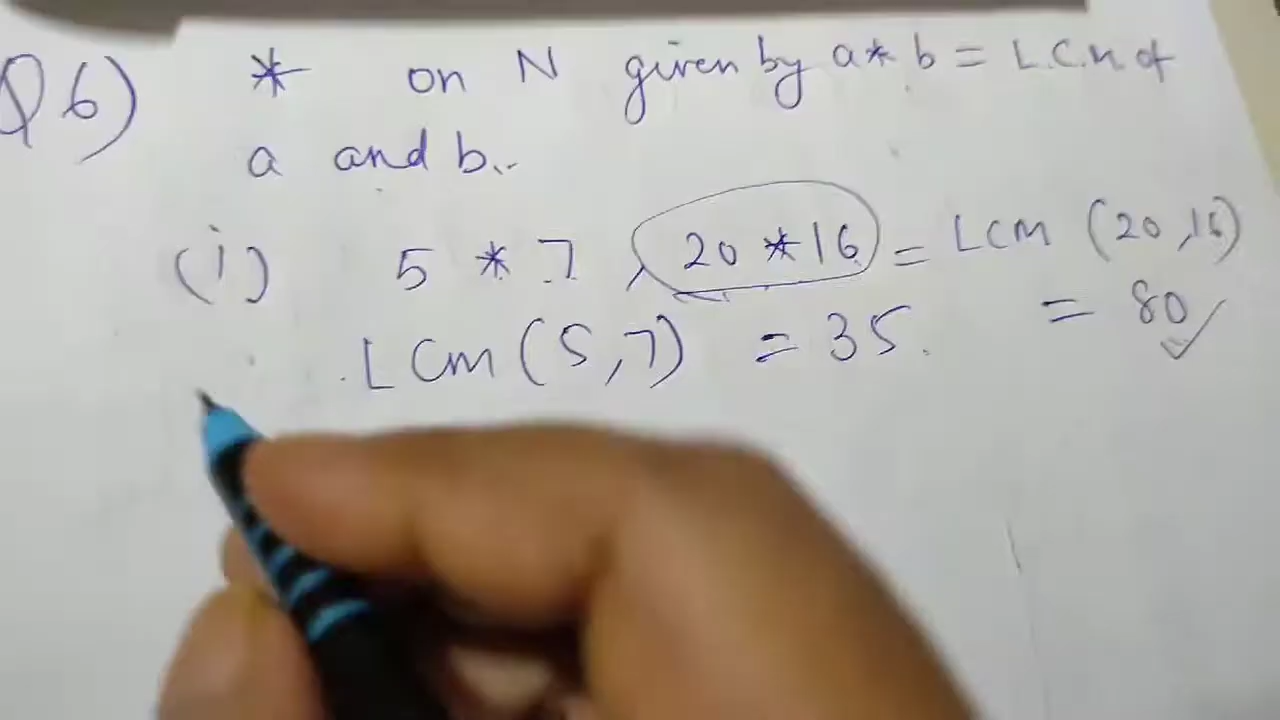 Q6) * on N given by a * b = L.C.M of
a and b.
(i) 5 * 7, 20 * 16 = LCM (20, 16)
LCM (5,7) = 35. = 80